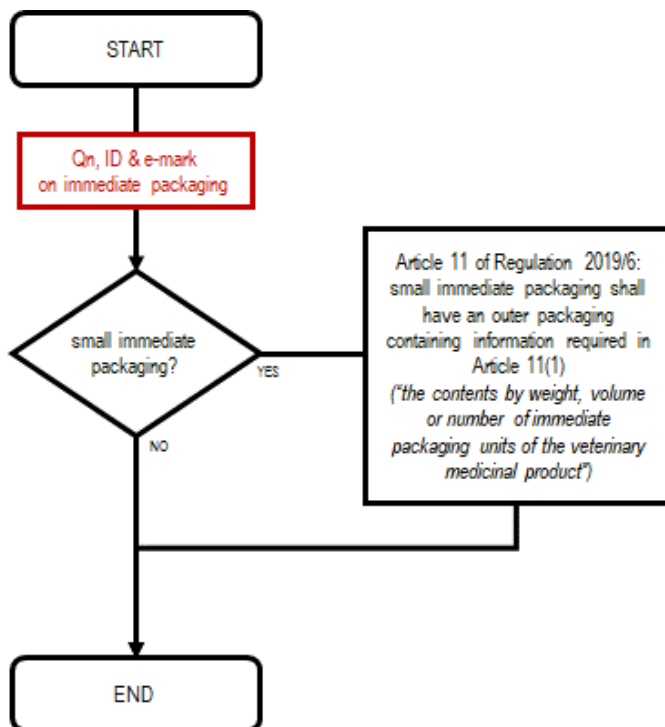 START
Qn, ID & e-mark
on immediate packaging
small immediate
packaging?
YES
NO
Article 11 of Regulation 2019/6:
small immediate packaging shall
have an outer packaging
containing information required in
Article 11(1)
("the contents by weight, volume
or number of immediate
packaging units of the veterinary
medicinal product")
END